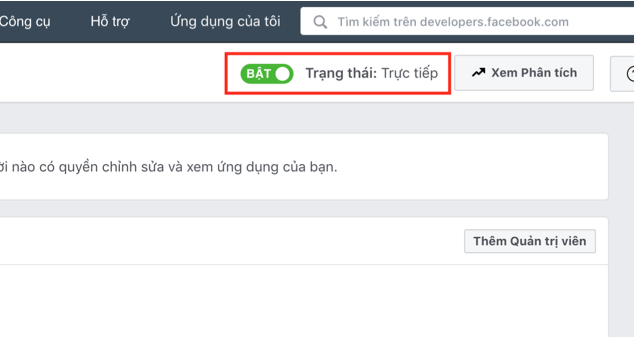 Công cụ Hỗ trợ Ứng dụng của tôi Tìm kiếm trên developers.facebook.com
BẬT Trạng thái: Trực tiếp Xem Phân tích
nào có quyền chỉnh sửa và xem ứng dụng của bạn.
Thêm Quản trị viên